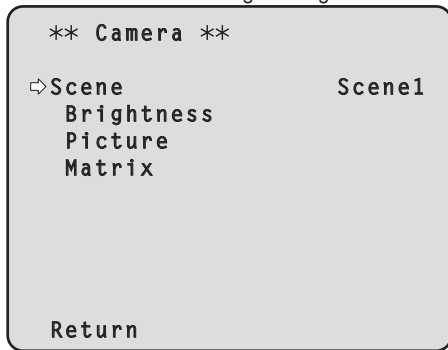 ** Camera **
⇨Scene Scene1
Brightness
Picture
Matrix
Return